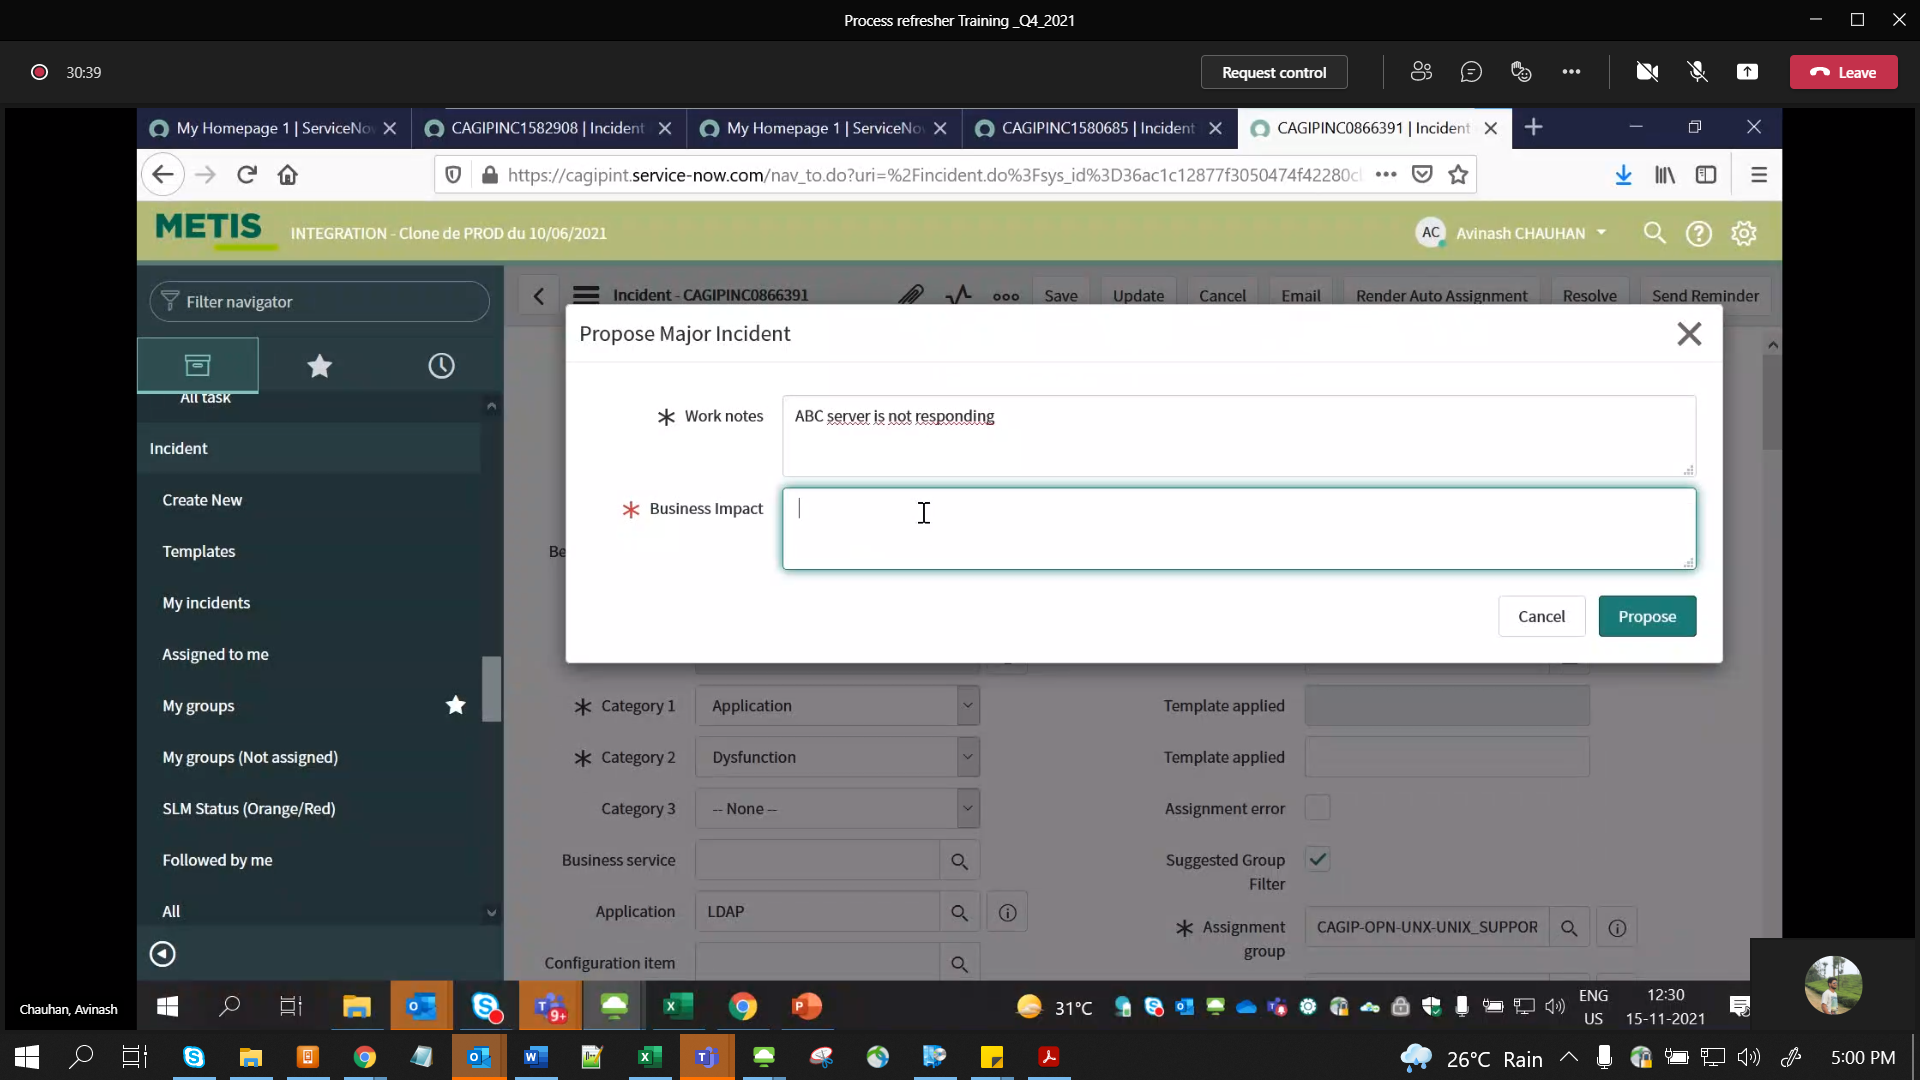 Process refresher Training _Q4_2021
30:39
Request control
Leave
My Homepage 1 | ServiceNo
CAGIPINC1582908 | Incident
My Homepage 1 | ServiceNo
CAGIPINC1580685 | Incident
CAGIPINC0866391 | Incident
https://cagipint.service-now.com/nav_to.do?uri=%2Fincident.do%3Fsys_id%3D36ac1c12877f3050474f42280c
METIS
INTEGRATION - Clone de PROD du 10/06/2021
AC
Avinash CHAUHAN
Filter navigator
Incident - CAGIPINC0866391
Save
Update
Cancel
Email
Render Auto Assignment
Resolve
Send Reminder
Propose Major Incident
All task
Work notes
ABC server is not responding
Incident
Business Impact
Create New
Templates
Be
My incidents
Cancel
Propose
Assigned to me
My groups
Category 1
Application
Template applied
My groups (Not assigned)
Category 2
Dysfunction
Template applied
SLM Status (Orange/Red)
Category 3
-- None --
Assignment error
Followed by me
Business service
Suggested Group
Filter
All
Application
LDAP
Assignment
group
CAGIP-OPN-UNX-UNIX_SUPPOR
Configuration item
Chauhan, Avinash
9+
31°C
ENG
US
12:30
15-11-2021
26°C Rain
5:00 PM